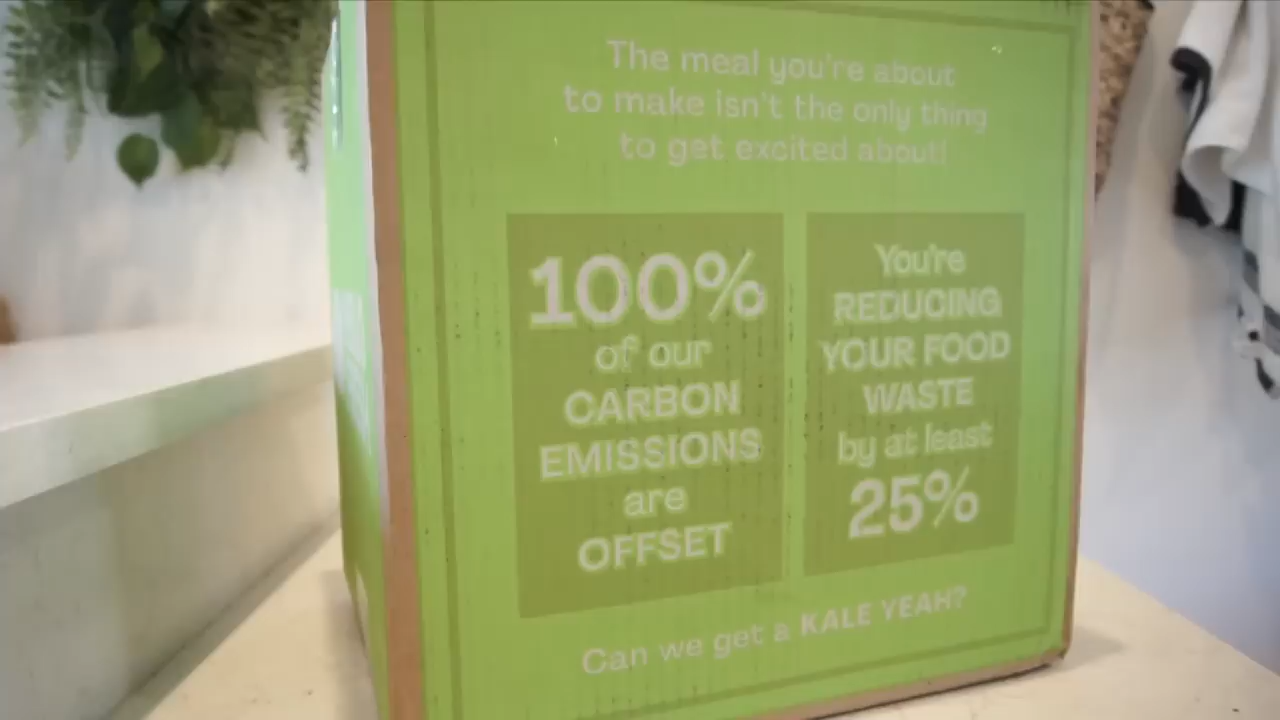 The meal you're about
to make isn't the only thing
to get excited about!
100%
of our
CARBON
EMISSIONS
are
OFFSET
You're
REDUCING
YOUR FOOD
WASTE
by at least
25%
Can we get a KALE YEAH?